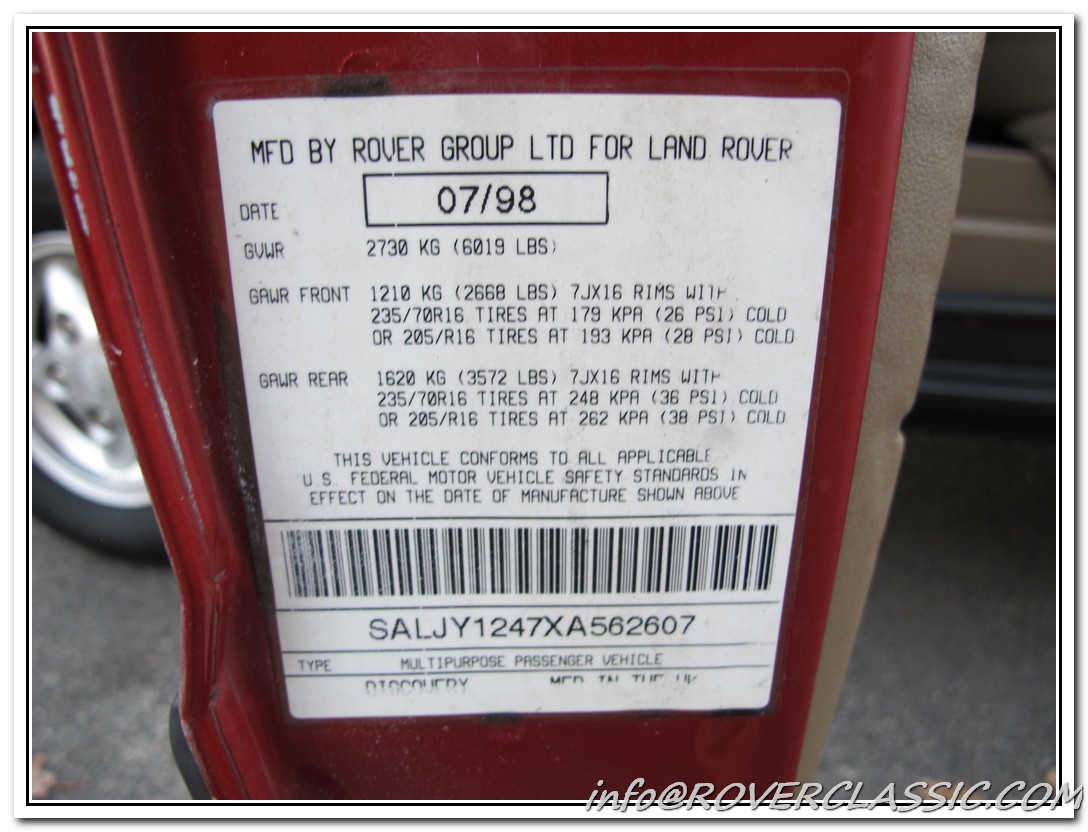 MFD BY ROVER GROUP LTD FOR LAND ROVER
DATE 07/98
GVWR 2730 KG (6019 LBS)
GAWR FRONT 1210 KG (2668 LBS) 7JX16 RIMS WITH
235/70R16 TIRES AT 179 KPA (26 PSI) COLD
OR 205/R16 TIRES AT 193 KPA (28 PSI) COLD
GAWR REAR 1620 KG (3572 LBS) 7JX16 RIMS WITH
235/70R16 TIRES AT 248 KPA (36 PSI) COLD
OR 205/R16 TIRES AT 262 KPA (38 PSI) COLD
THIS VEHICLE CONFORMS TO ALL APPLICABLE
U.S. FEDERAL MOTOR VEHICLE SAFETY STANDARDS IN
EFFECT ON THE DATE OF MANUFACTURE SHOWN ABOVE
SALJY1247XA562607
TYPE MULTIPURPOSE PASSENGER VEHICLE
DISCOVERY MFD IN THE UK
info@ROVERCLASSIC.COM